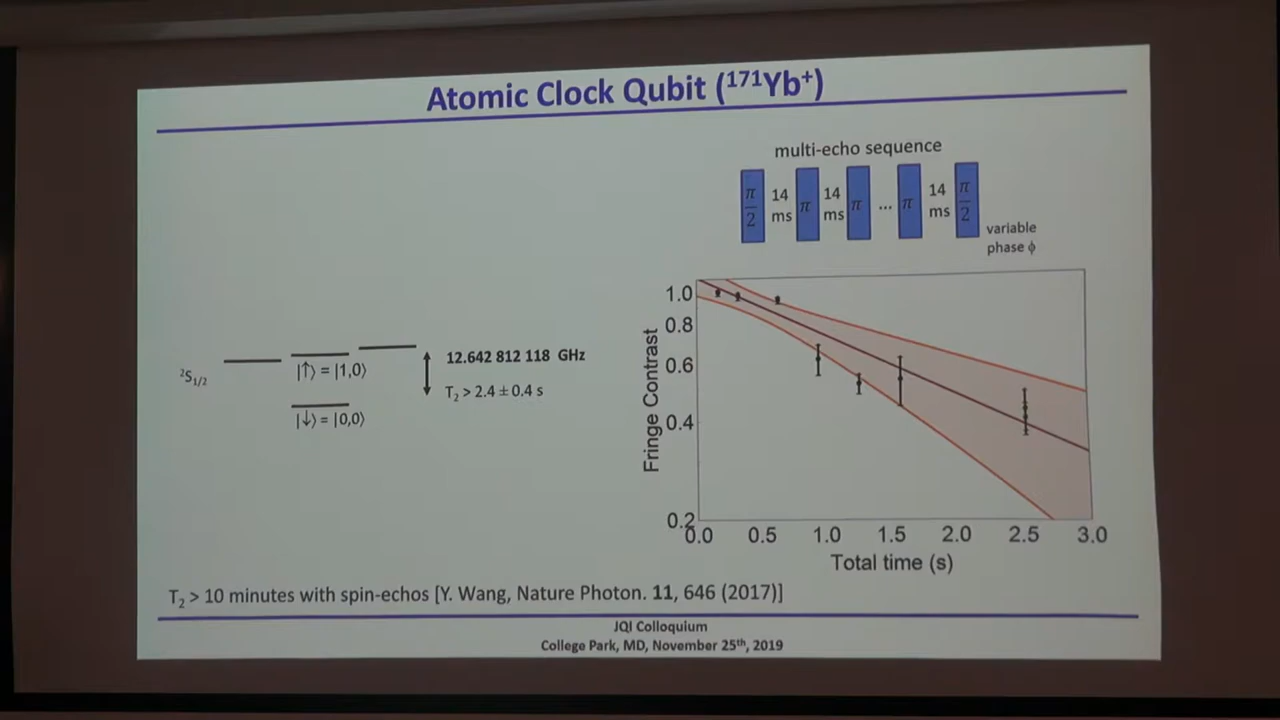 Atomic Clock Qubit (¹⁷¹Yb⁺)
multi-echo sequence
π/2 14 ms π 14 ms π ... π 14 ms π/2
variable
phase ϕ
²S₁/₂
|↑⟩ = |1,0⟩
|↓⟩ = |0,0⟩
12.642 812 118 GHz
T₂ > 2.4 ± 0.4 s
Fringe Contrast
1.0
0.8
0.6
0.4
0.2
0.0 0.5 1.0 1.5 2.0 2.5 3.0
Total time (s)
T₂ > 10 minutes with spin-echos [Y. Wang, Nature Photon. 11, 646 (2017)]
JQI Colloquium
College Park, MD, November 25ᵗʰ, 2019